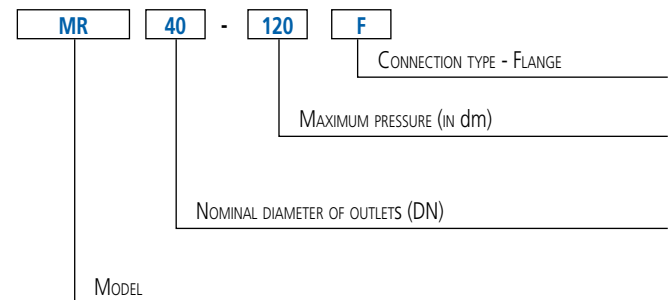 MR 40 - 120 F
Connection type - Flange
Maximum pressure (in dm)
Nominal diameter of outlets (DN)
Model